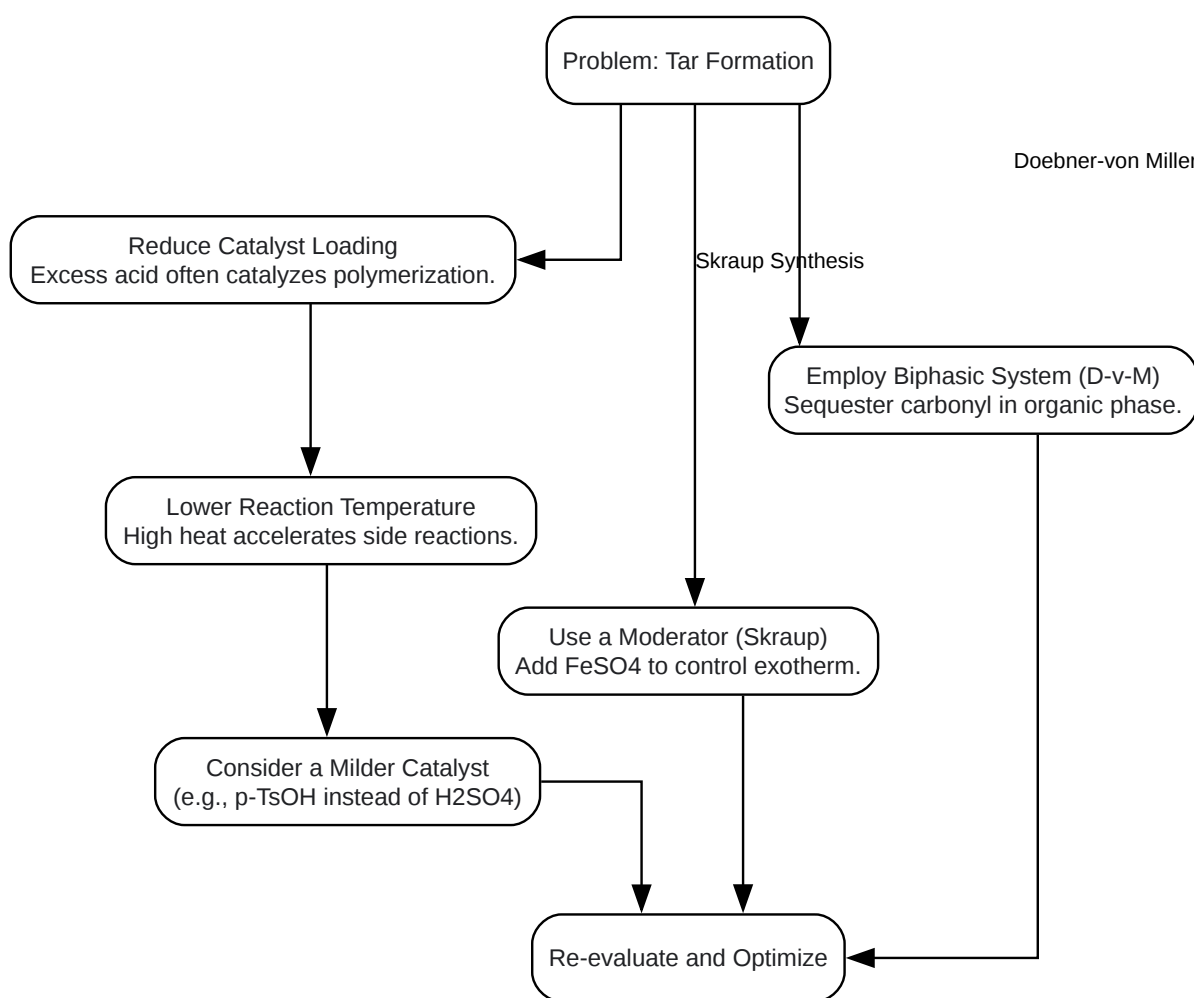 Problem: Tar Formation
Doebner-von Miller
Reduce Catalyst Loading
Excess acid often catalyzes polymerization.
Skraup Synthesis
Employ Biphasic System (D-v-M)
Sequester carbonyl in organic phase.
Lower Reaction Temperature
High heat accelerates side reactions.
Use a Moderator (Skraup)
Add FeSO4 to control exotherm.
Consider a Milder Catalyst
(e.g., p-TsOH instead of H2SO4)
Re-evaluate and Optimize